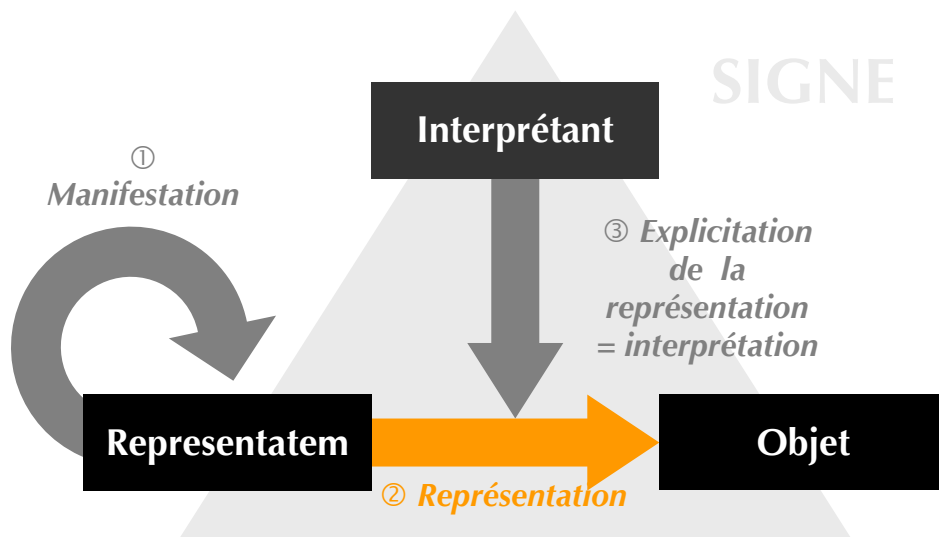 SIGNE
Interprétant
①
Manifestation
③ Explicitation
de la
représentation
= interprétation
Representatem
Objet
② Représentation